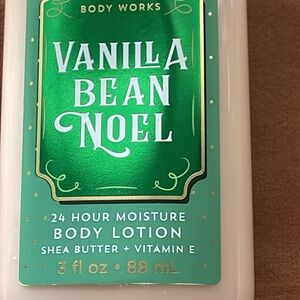 BODY WORKS
VANILLA
BEAN
NOEL
24 HOUR MOISTURE
BODY LOTION
SHEA BUTTER + VITAMIN E
3 fl oz • 88 mL